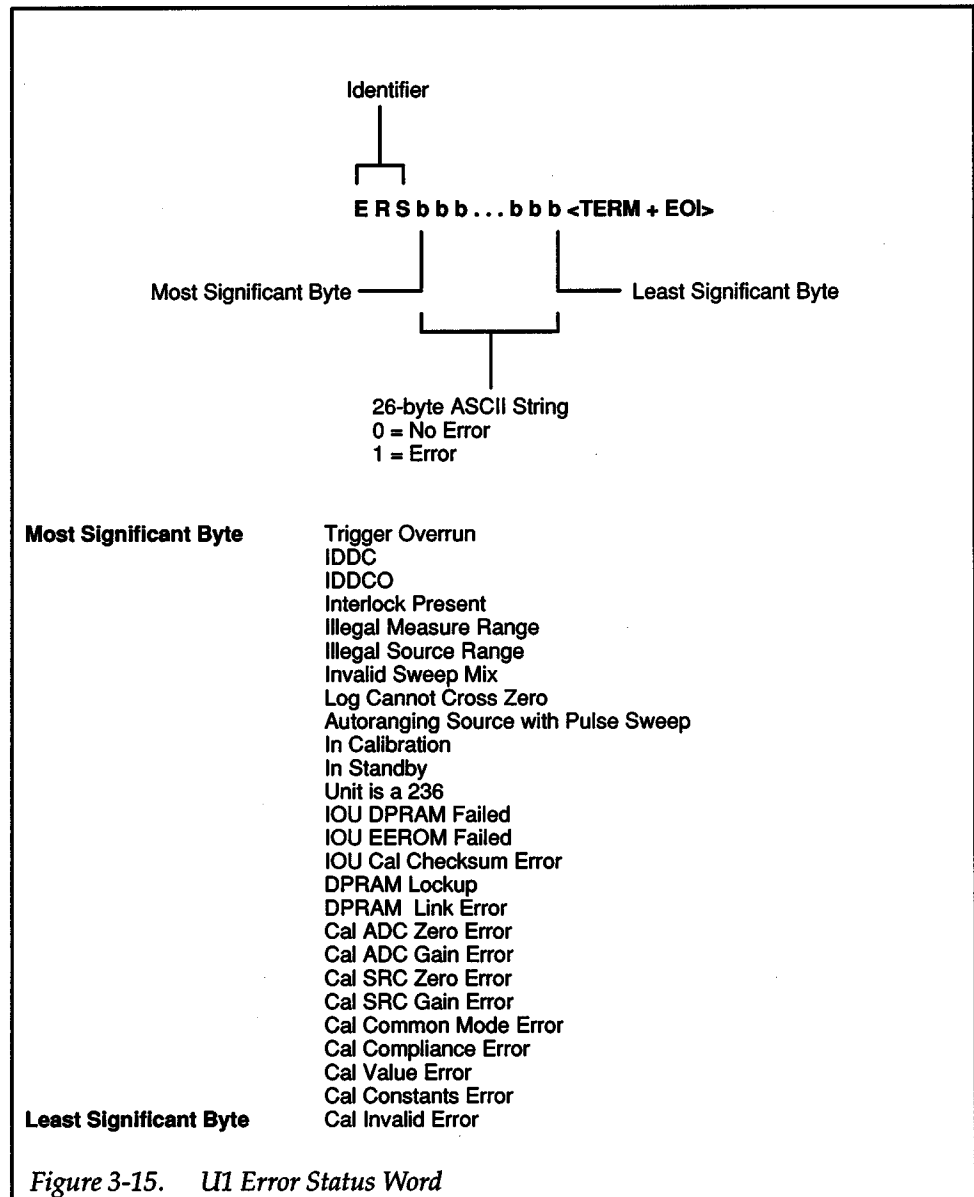 Identifier
E R S b b b . . . b b b <TERM + EOI>
Most Significant Byte
Least Significant Byte
26-byte ASCII String
0 = No Error
1 = Error
Most Significant Byte Trigger Overrun
IDDC
IDDCO
Interlock Present
Illegal Measure Range
Illegal Source Range
Invalid Sweep Mix
Log Cannot Cross Zero
Autoranging Source with Pulse Sweep
In Calibration
In Standby
Unit is a 236
IOU DPRAM Failed
IOU EEROM Failed
IOU Cal Checksum Error
DPRAM Lockup
DPRAM Link Error
Cal ADC Zero Error
Cal ADC Gain Error
Cal SRC Zero Error
Cal SRC Gain Error
Cal Common Mode Error
Cal Compliance Error
Cal Value Error
Cal Constants Error
Least Significant Byte Cal Invalid Error
Figure 3-15. U1 Error Status Word